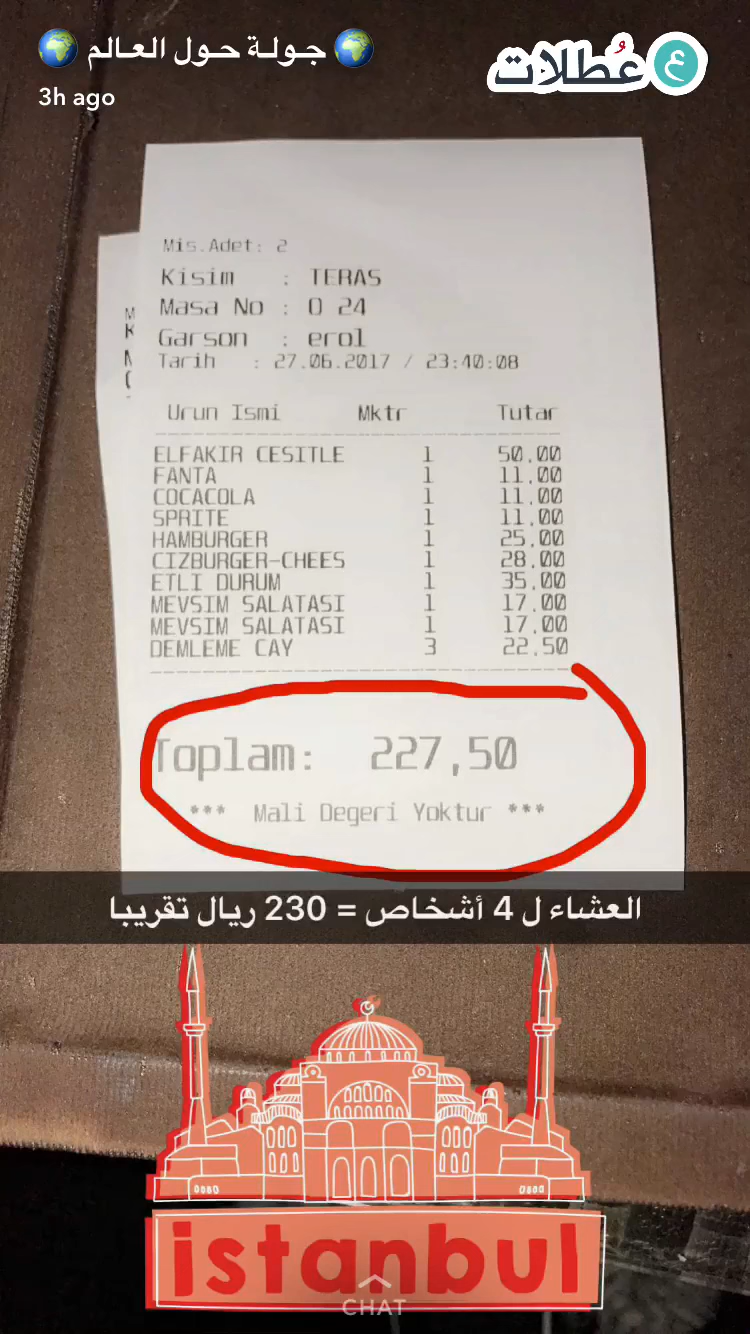 🌍 جولة حول العالم 🌍
عُطلات ع
3h ago
Mis.Adet: 2
Kisim : TERAS
Masa No : O 24
Garson : erol
Tarih : 27.06.2017 / 23:40:08
Urun Ismi Mktr Tutar
ELFAKIR CESITLE 1 50,00
FANTA 1 11,00
COCACOLA 1 11,00
SPRITE 1 11,00
HAMBURGER 1 25,00
CIZBURGER-CHEES 1 28,00
ETLI DURUM 1 35,00
MEVSIM SALATASI 1 17,00
MEVSIM SALATASI 1 17,00
DEMLEME CAY 3 22,50
Toplam: 227,50
*** Mali Degeri Yoktur ***
العشاء ل 4 أشخاص = 230 ريال تقريبا
istanbul
CHAT